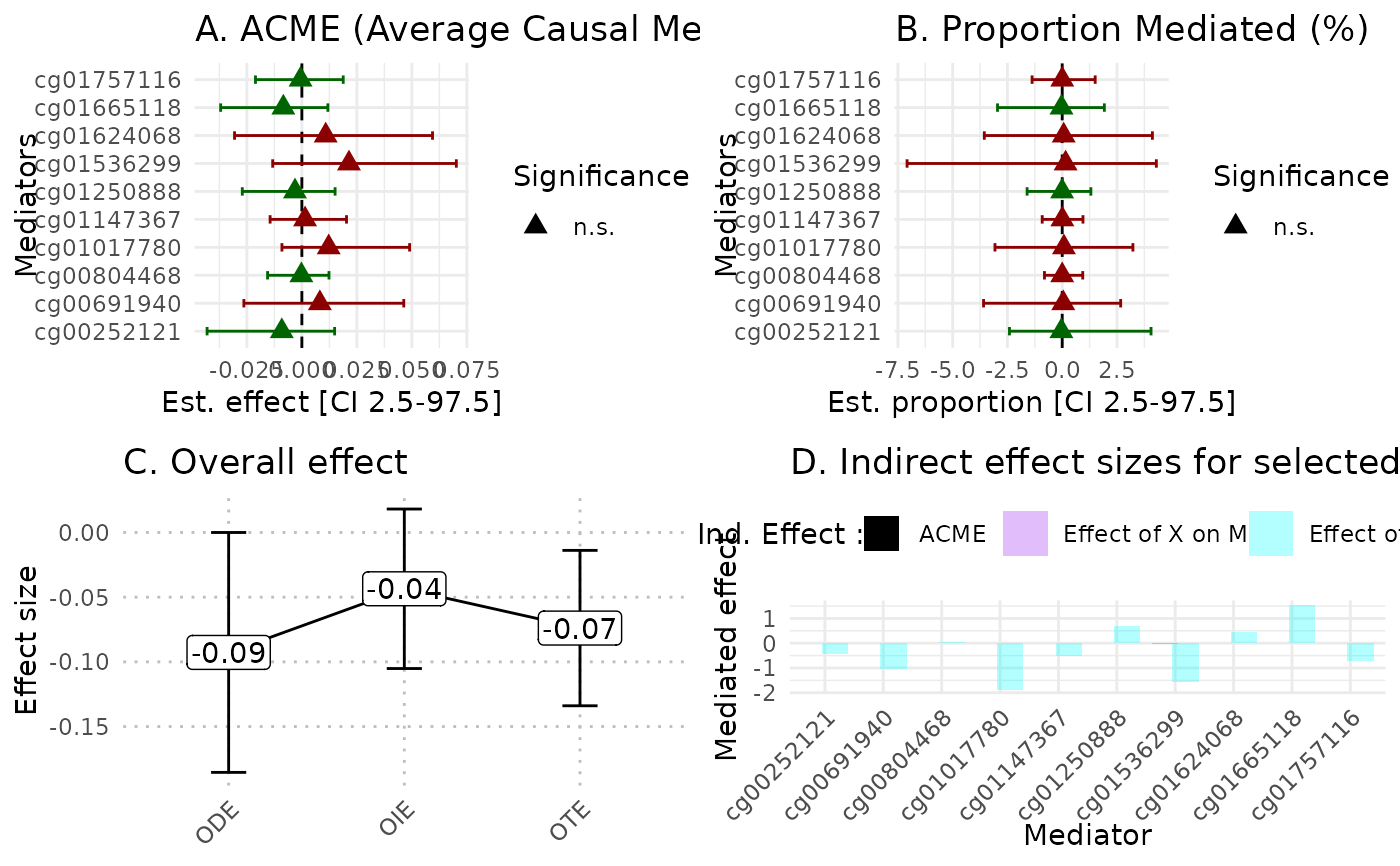 A. ACME (Average Causal Me
cg01757116
cg01665118
cg01624068
cg01536299
cg01250888
cg01147367
cg01017780
cg00804468
cg00691940
cg00252121
Mediators
-0.025
0.000
0.025
0.050
0.075
Est. effect [CI 2.5-97.5]
Significance
n.s.
B. Proportion Mediated (%)
cg01757116
cg01665118
cg01624068
cg01536299
cg01250888
cg01147367
cg01017780
cg00804468
cg00691940
cg00252121
Mediators
-7.5 -5.0 -2.5 0.0 2.5
Est. proportion [CI 2.5-97.5]
Significance
n.s.
C. Overall effect
0.00
-0.05
-0.10
-0.15
Effect size
-0.09
-0.04
-0.07
ODE
OIE
OTE
D. Indirect effect sizes for selected
Ind. Effect : ACME Effect of X on M Effect of
Mediated effect
1
0
-1
-2
cg00252121
cg00691940
cg00804468
cg01017780
cg01147367
cg01250888
cg01536299
cg01624068
cg01665118
cg01757116
Mediator